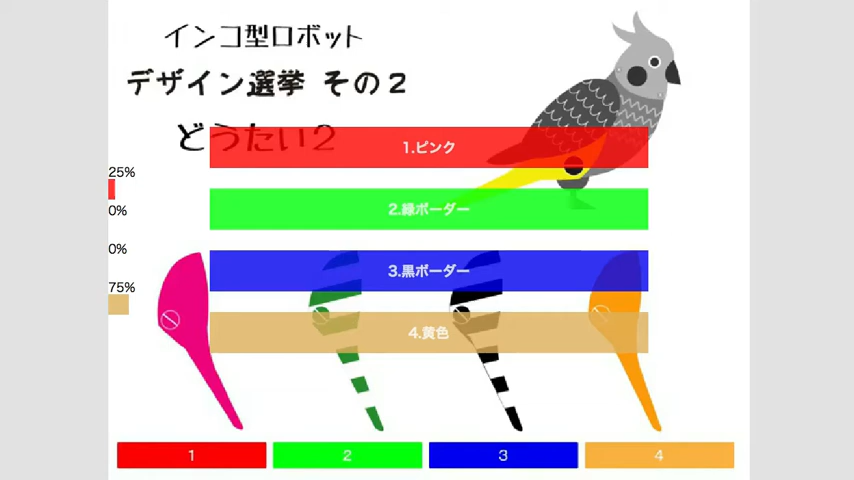 インコ型ロボット
デザイン選挙 その2
どうたい2
1.ピンク
25%
2.緑ボーダー
0%
3.黒ボーダー
0%
4.黄色
75%
1
2
3
4